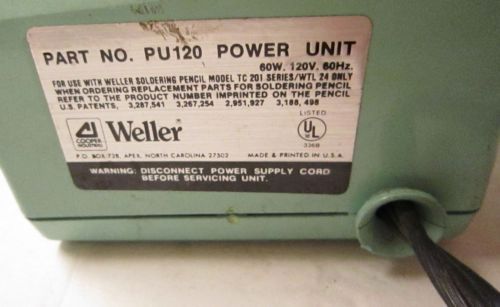 PART NO. PU120 POWER UNIT
60W. 120V. 60Hz.
FOR USE WITH WELLER SOLDERING PENCIL MODEL TC 201 SERIES/WTL 24 ONLY
WHEN ORDERING REPLACEMENT PARTS FOR SOLDERING PENCIL
REFER TO THE PRODUCT NUMBER IMPRINTED ON THE PENCIL
U.S. PATENTS. 3,287,541 3,267,254 2,951,927 3,188,498
COOPER
INDUSTRIES
Weller
LISTED
UL
336B
P.O. BOX 728, APEX, NORTH CAROLINA 27502 MADE & PRINTED IN U.S.A.
WARNING: DISCONNECT POWER SUPPLY CORD
BEFORE SERVICING UNIT.